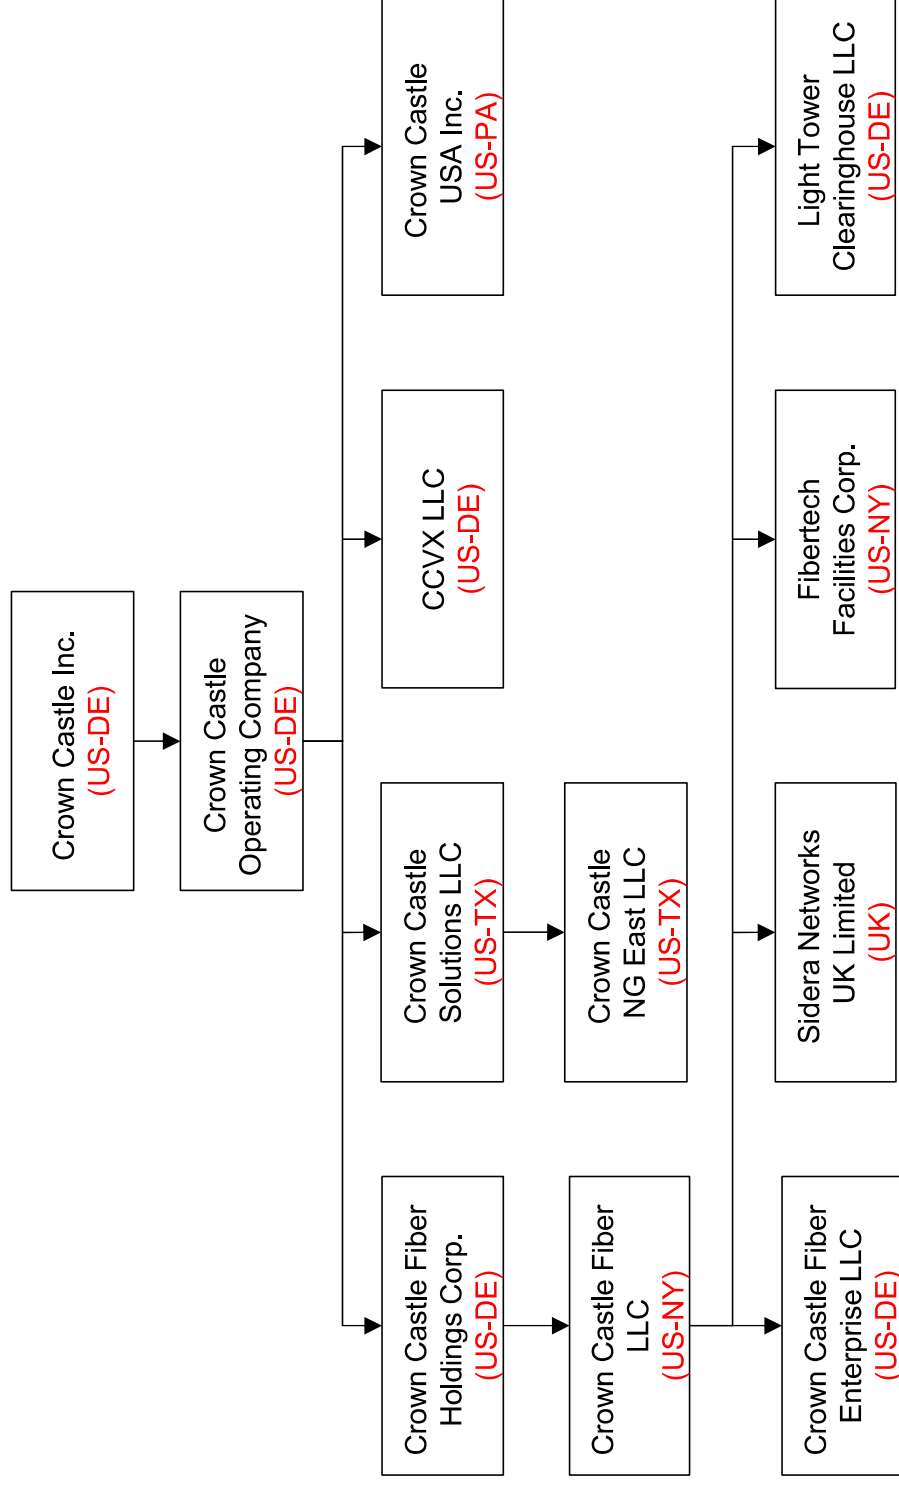 Crown Castle Inc.
(US-DE)
Crown Castle
Operating Company
(US-DE)
Crown Castle Fiber
Holdings Corp.
(US-DE)
Crown Castle
Solutions LLC
(US-TX)
CCVX LLC
(US-DE)
Crown Castle
USA Inc.
(US-PA)
Crown Castle Fiber
LLC
(US-NY)
Crown Castle
NG East LLC
(US-TX)
Crown Castle Fiber
Enterprise LLC
(US-DE)
Sidera Networks
UK Limited
(UK)
Fibertech
Facilities Corp.
(US-NY)
Light Tower
Clearinghouse LLC
(US-DE)